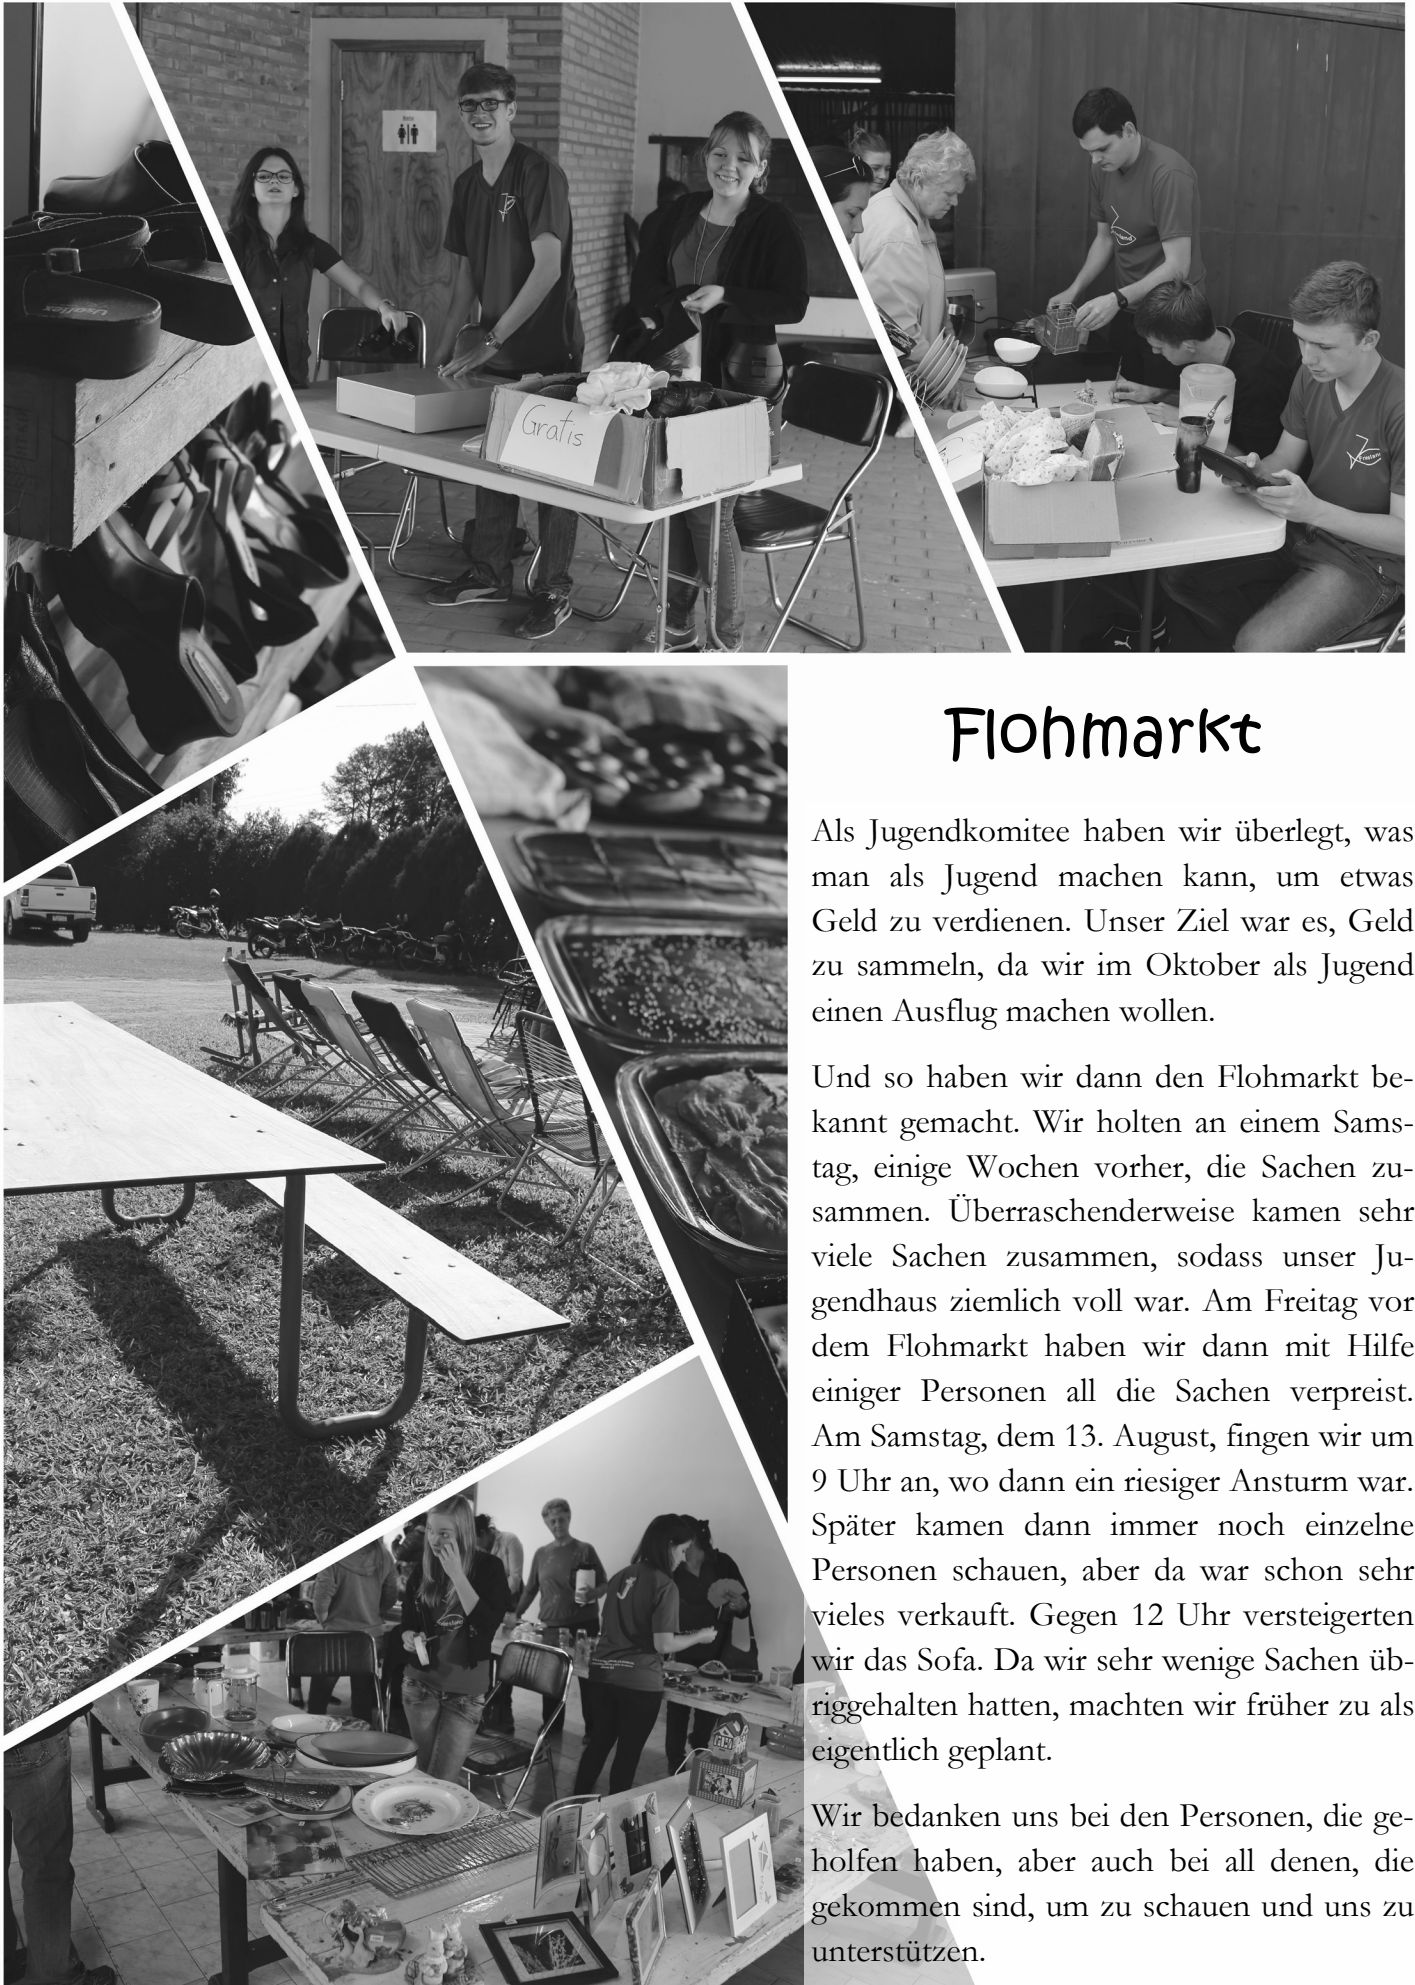 Usaflex
Gratis
Flohmarkt
Als Jugendkomitee haben wir überlegt, was
man als Jugend machen kann, um etwas
Geld zu verdienen. Unser Ziel war es, Geld
zu sammeln, da wir im Oktober als Jugend
einen Ausflug machen wollen.
Und so haben wir dann den Flohmarkt be-
kannt gemacht. Wir holten an einem Sams-
tag, einige Wochen vorher, die Sachen zu-
sammen. Überraschenderweise kamen sehr
viele Sachen zusammen, sodass unser Ju-
gendhaus ziemlich voll war. Am Freitag vor
dem Flohmarkt haben wir dann mit Hilfe
einiger Personen all die Sachen verpreist.
Am Samstag, dem 13. August, fingen wir um
9 Uhr an, wo dann ein riesiger Ansturm war.
Später kamen dann immer noch einzelne
Personen schauen, aber da war schon sehr
vieles verkauft. Gegen 12 Uhr versteigerten
wir das Sofa. Da wir sehr wenige Sachen üb-
riggehalten hatten, machten wir früher zu als
eigentlich geplant.
Wir bedanken uns bei den Personen, die ge-
holfen haben, aber auch bei all denen, die
gekommen sind, um zu schauen und uns zu
unterstützen.